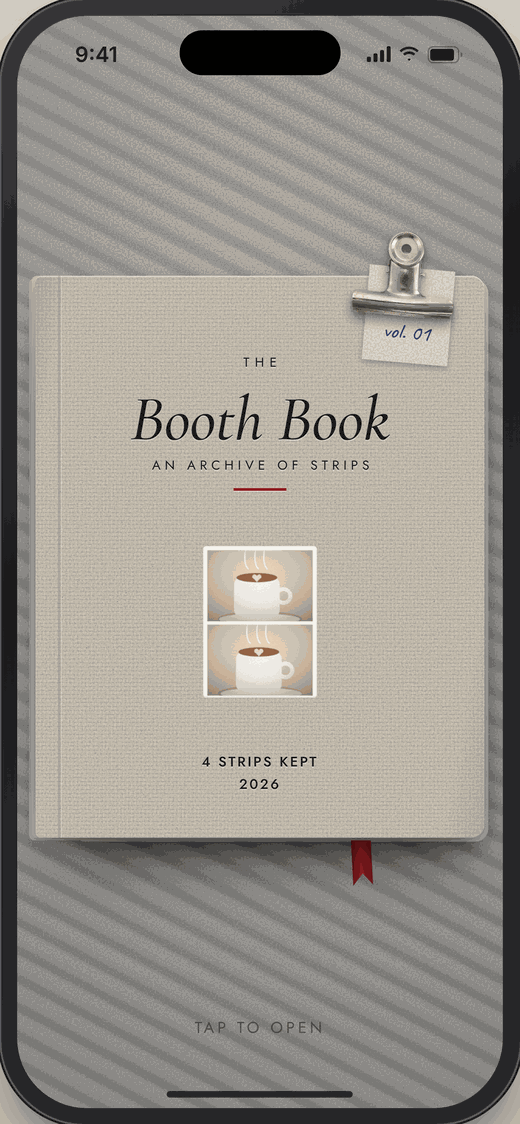 9:41
vol. 01
THE
Booth Book
AN ARCHIVE OF STRIPS
4 STRIPS KEPT
2026
TAP TO OPEN